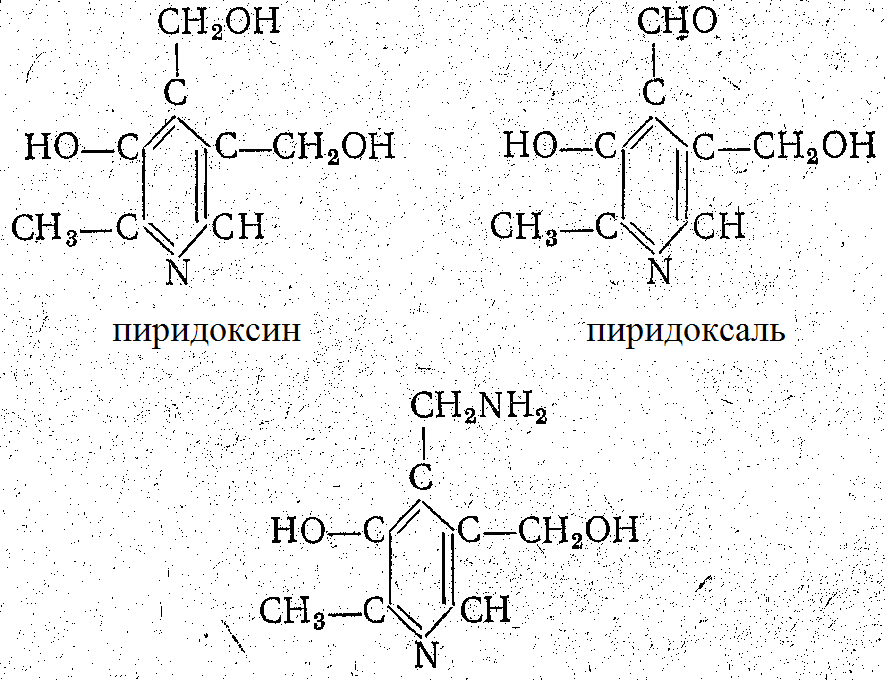 CH₂OH CHO
C C
HO—C C—CH₂OH HO—C C—CH₂OH
CH₃—C CH CH₃—C CH
N N
пиридоксин пиридоксаль
CH₂NH₂
C
HO—C C—CH₂OH
CH₃—C CH
N